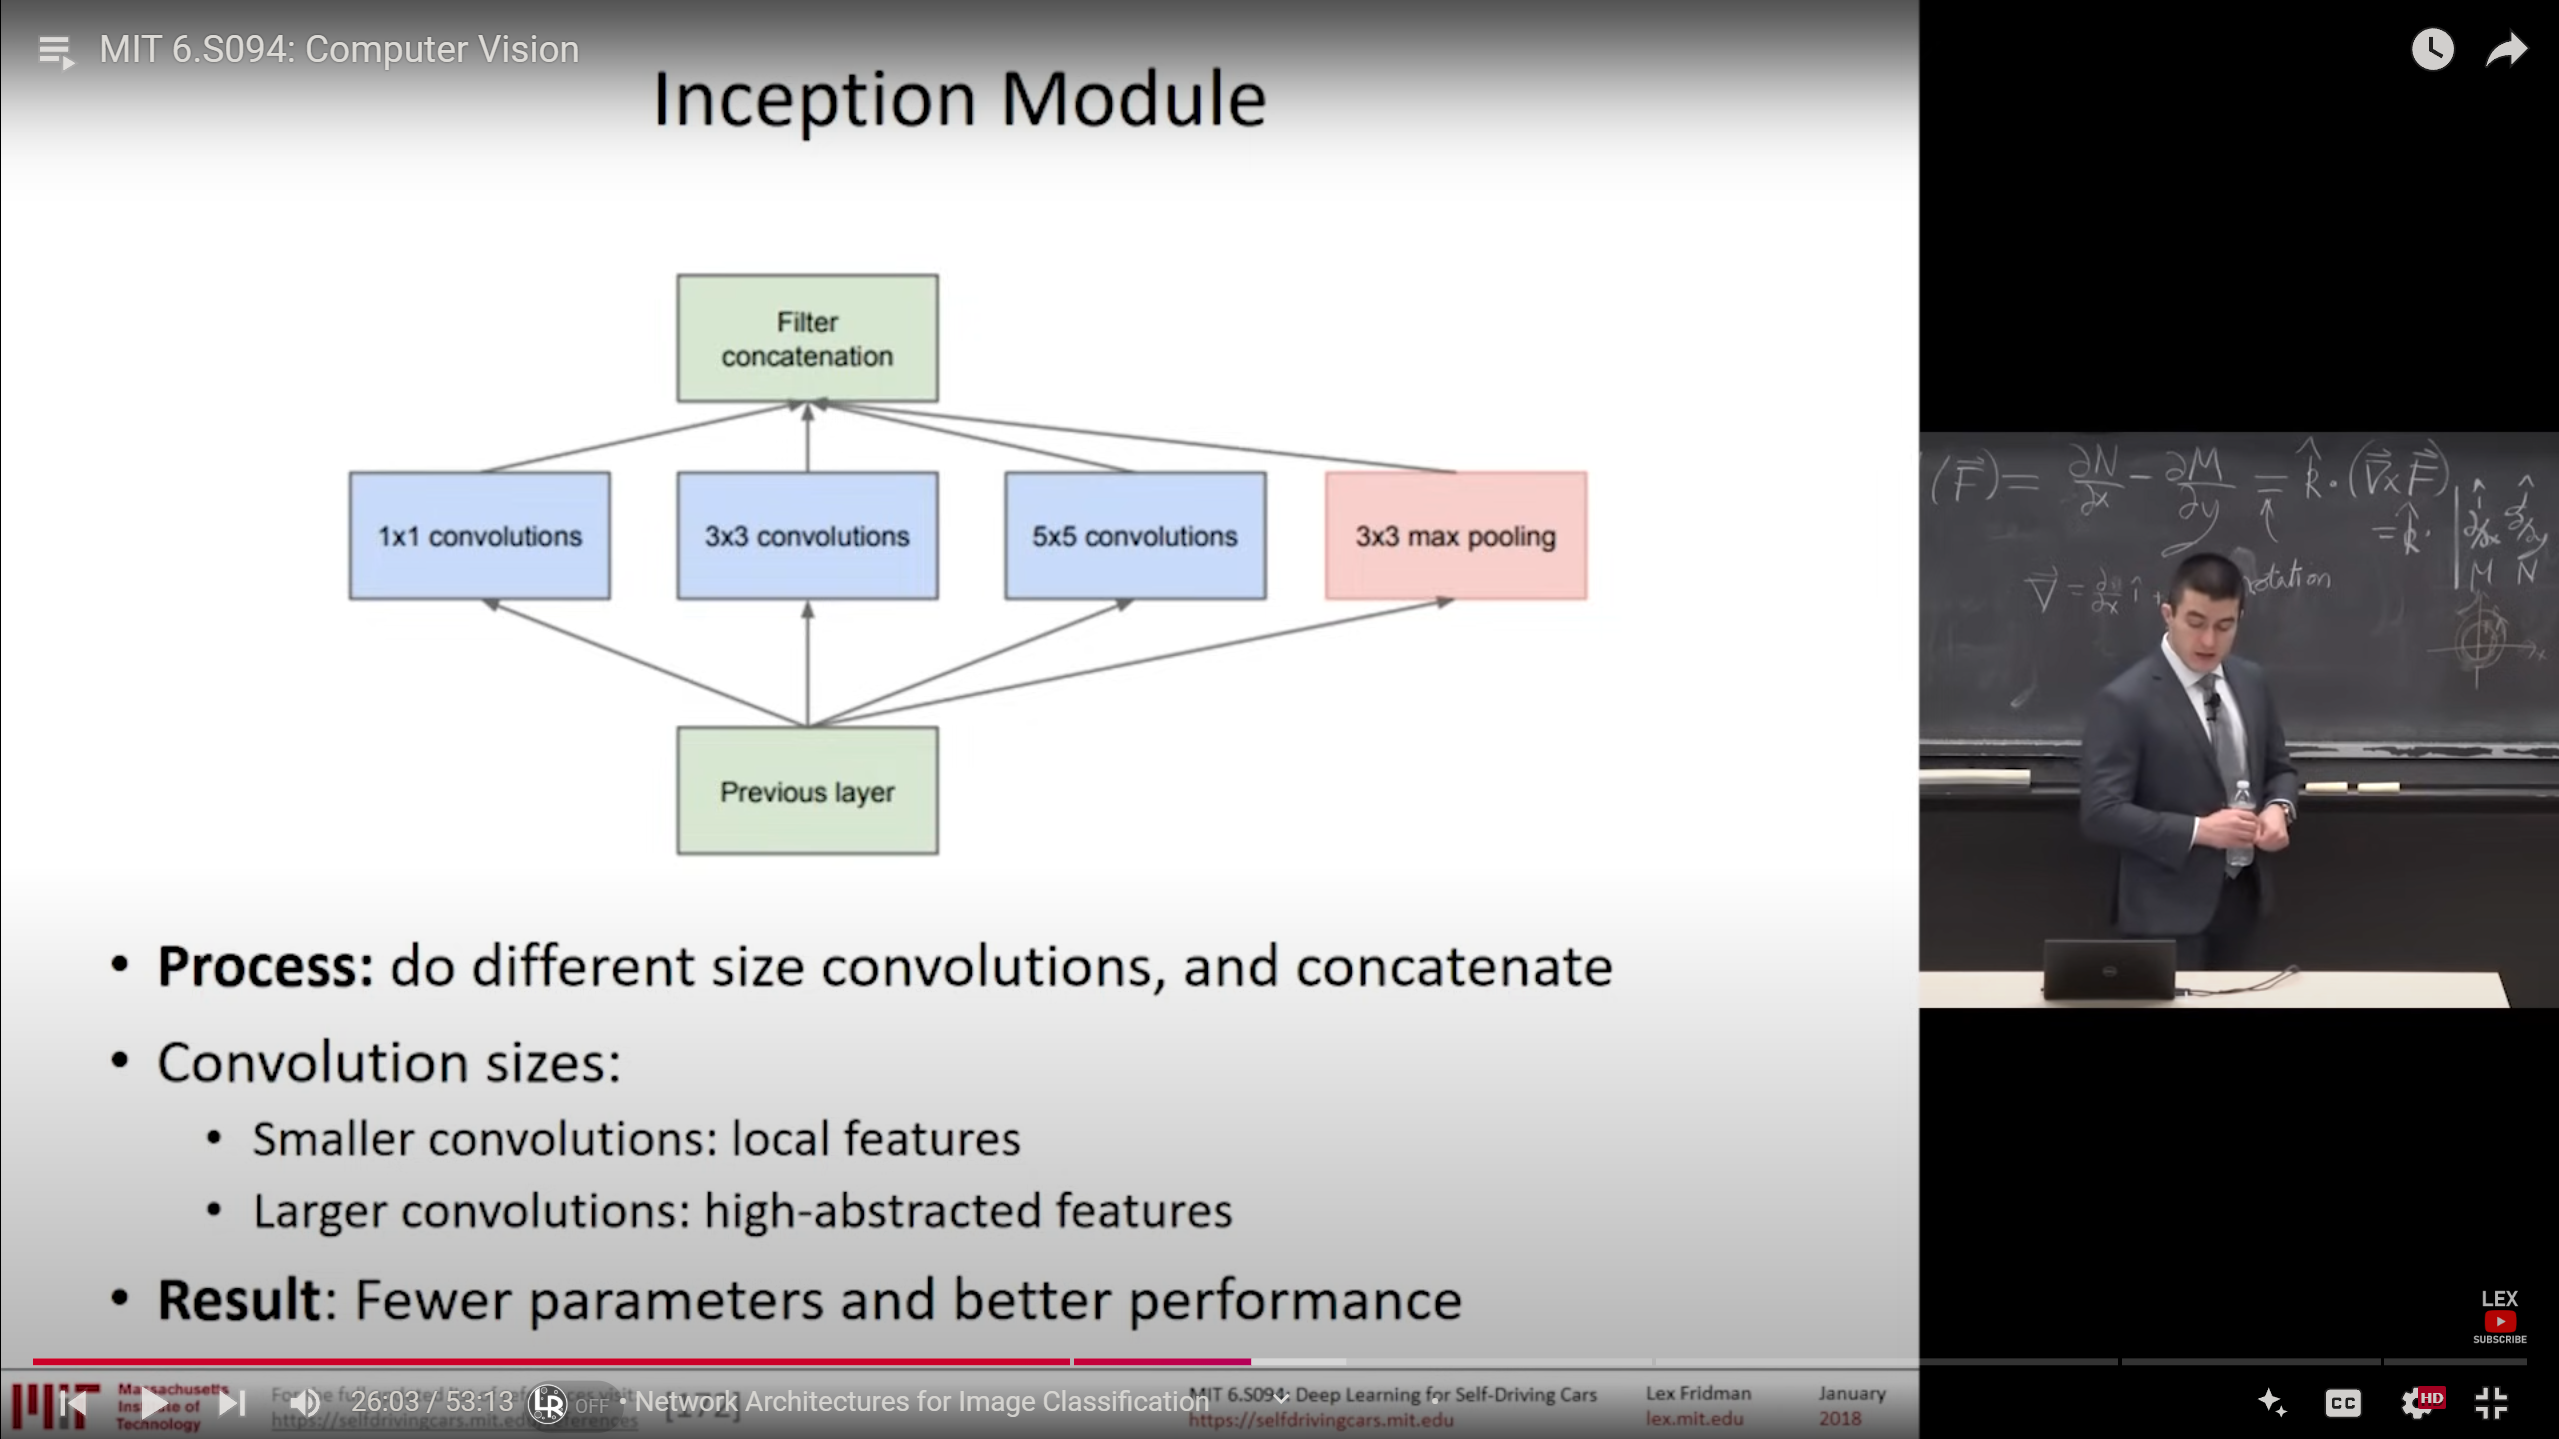 MIT 6.S094: Computer Vision
Inception Module
Filter
concatenation
1x1 convolutions
3x3 convolutions
5x5 convolutions
3x3 max pooling
Previous layer
• Process: do different size convolutions, and concatenate
• Convolution sizes:
• Smaller convolutions: local features
• Larger convolutions: high-abstracted features
• Result: Fewer parameters and better performance
(F⃗) = ∂N/∂x - ∂M/∂y = k̂ · (∇⃗ x F⃗)
= k̂ ·
M N
LEX
SUBSCRIBE
MIT
Massachusetts
Institute of
Technology
For the full
visit
https://selfdrivingcars.mit.edu
[172]
26:03 / 53:13
OFF
• Network Architectures for Image Classification
MIT 6.S094: Deep Learning for Self-Driving Cars
https://selfdrivingcars.mit.edu
Lex Fridman
lex.mit.edu
January
2018
CC
HD